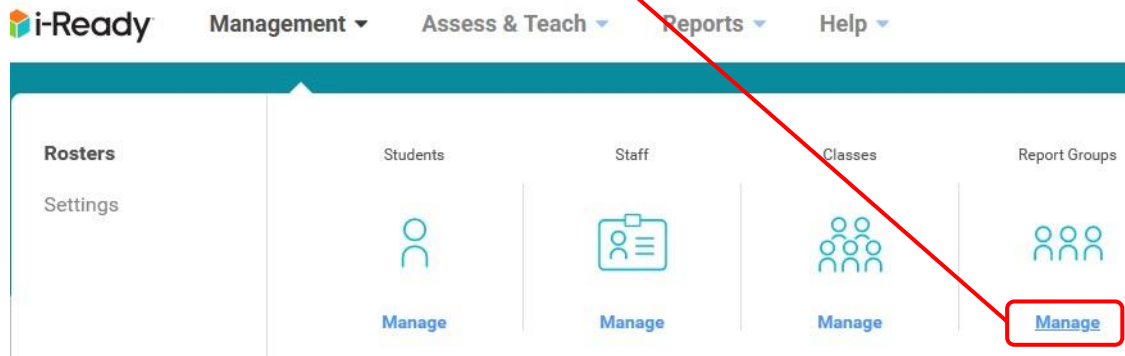 i-Ready Management Assess & Teach Reports Help
Rosters Students Staff Classes Report Groups
Settings
Manage Manage Manage Manage